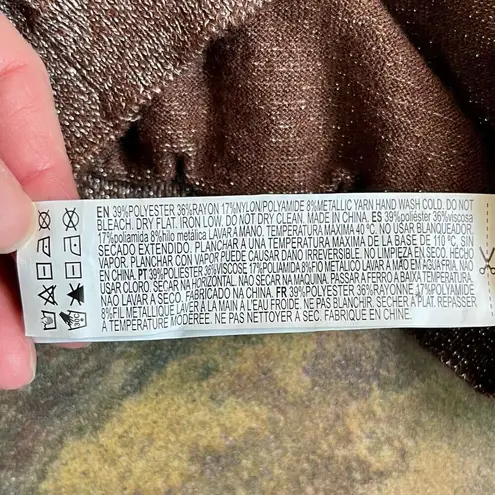 EN 39%POLYESTER 36%RAYON 17%NYLON/POLYAMIDE 8%METALLIC YARN HAND WASH COLD. DO NOT
BLEACH. DRY FLAT. IRON LOW. DO NOT DRY CLEAN. MADE IN CHINA. ES 39%poliéster 36%viscosa
17%poliamida 8%hilo metálica LAVAR A MANO. TEMPERATURA MÁXIMA 40 ºC. NO USAR BLANQUEADOR.
SECADO EXTENDIDO. PLANCHAR A UNA TEMPERATURA MÁXIMA DE LA BASE DE 110 °C, SIN
VAPOR. PLANCHAR CON VAPOR PUEDE CAUSAR DAÑO IRREVERSIBLE. NO LIMPIEZA EN SECO. HECHO
EN CHINA. PT 39%POLIÉSTER 36%VISCOSE 17%POLIAMIDA 8%FIO METÁLICO LAVAR À MÃO EM ÁGUA FRIA. NÃO
USAR CLORO. SECAR NA HORIZONTAL. NÃO SECAR NA MÁQUINA. PASSAR A FERRO A BAIXA TEMPERATURA.
NÃO LAVAR A SECO. FABRICADO NA CHINA. FR 39%POLYESTER 36%RAYONNE 17%POLYAMIDE
8%FIL METALLIQUE LAVER À LA MAIN À L'EAU FROIDE. NE PAS BLANCHIR. SÉCHER À PLAT. REPASSER
À TEMPÉRATURE MODÉRÉE. NE PAS NETTOYER À SEC. FABRIQUÉ EN CHINE.